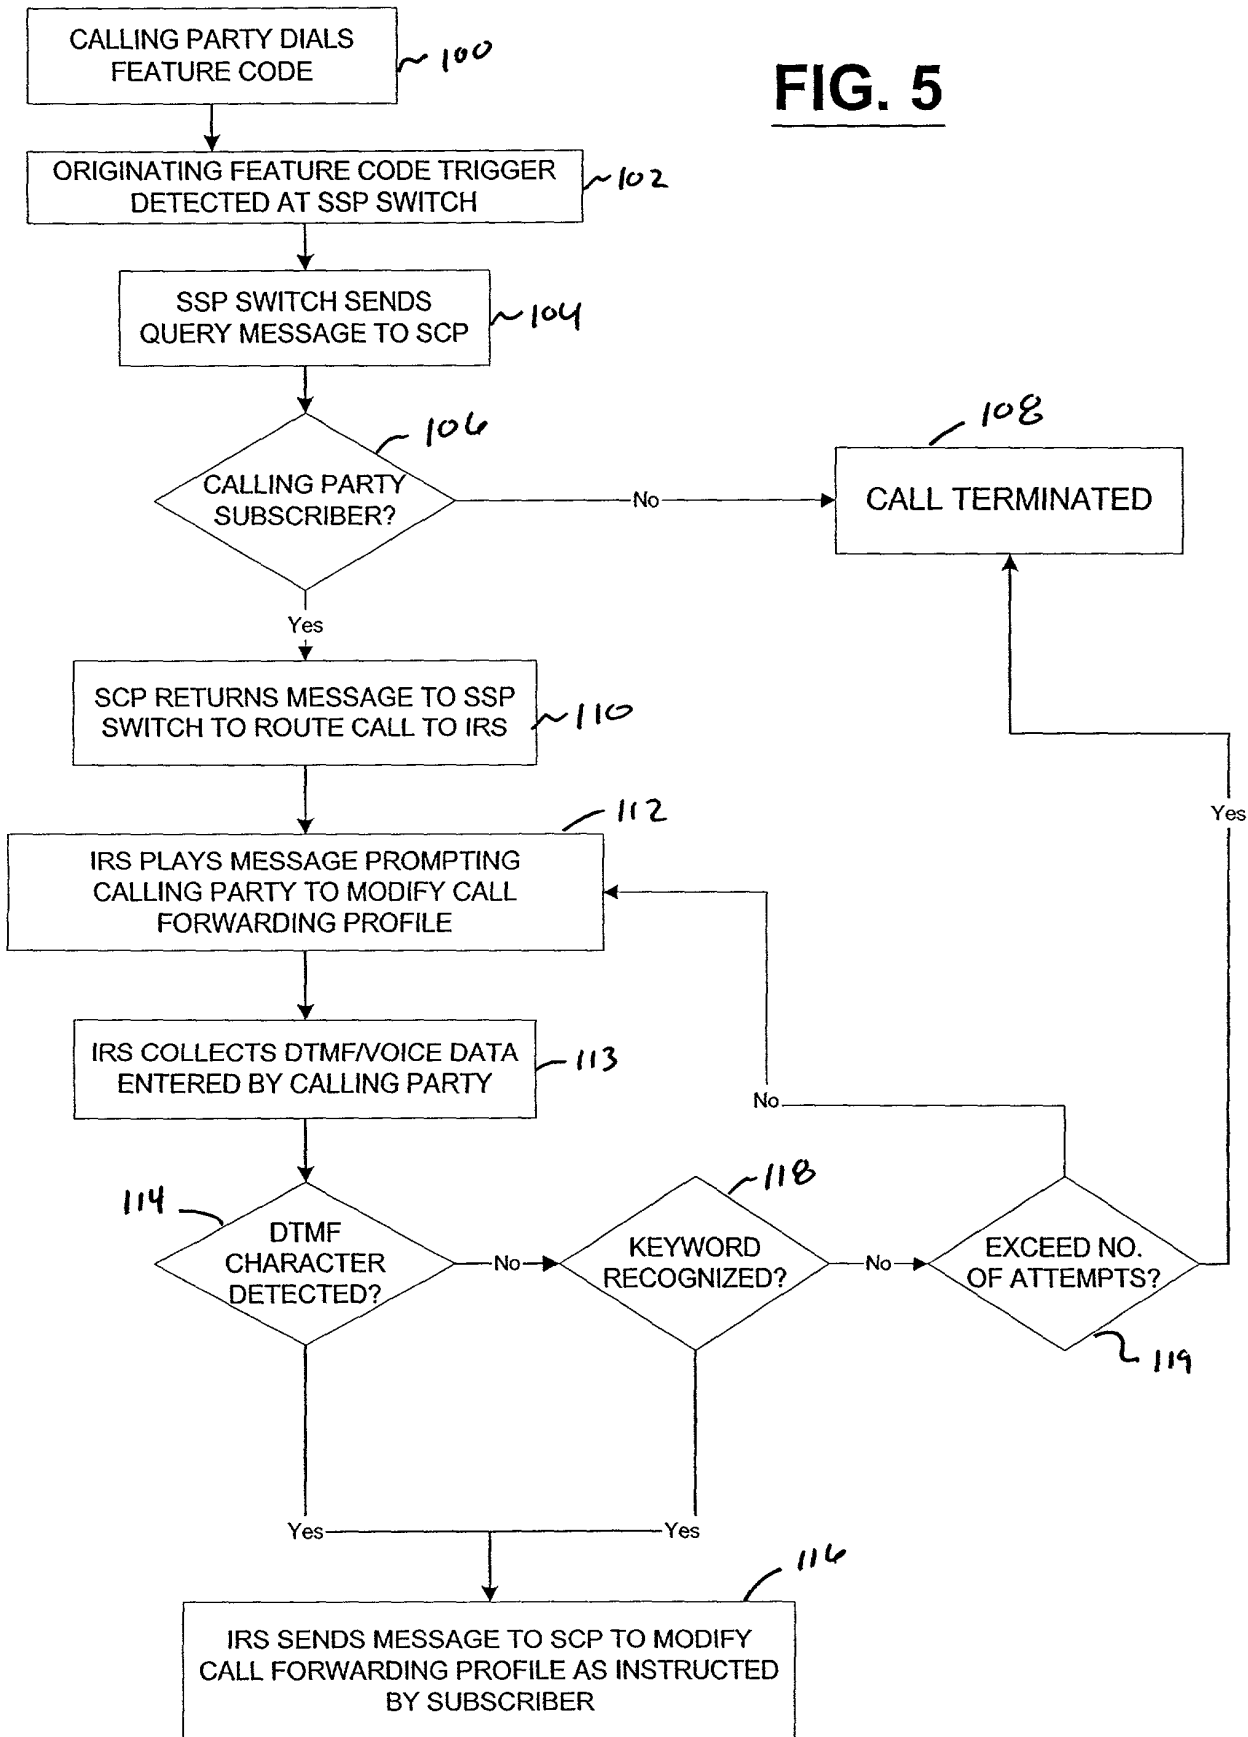 CALLING PARTY DIALS
FEATURE CODE
100
FIG. 5
ORIGINATING FEATURE CODE TRIGGER
DETECTED AT SSP SWITCH
102
SSP SWITCH SENDS
QUERY MESSAGE TO SCP
104
106
CALLING PARTY
SUBSCRIBER?
No
108
CALL TERMINATED
Yes
SCP RETURNS MESSAGE TO SSP
SWITCH TO ROUTE CALL TO IRS
110
112
IRS PLAYS MESSAGE PROMPTING
CALLING PARTY TO MODIFY CALL
FORWARDING PROFILE
Yes
IRS COLLECTS DTMF/VOICE DATA
ENTERED BY CALLING PARTY
113
No
114
DTMF
CHARACTER
DETECTED?
No
118
KEYWORD
RECOGNIZED?
No
EXCEED NO.
OF ATTEMPTS?
119
Yes
Yes
116
IRS SENDS MESSAGE TO SCP TO MODIFY
CALL FORWARDING PROFILE AS INSTRUCTED
BY SUBSCRIBER